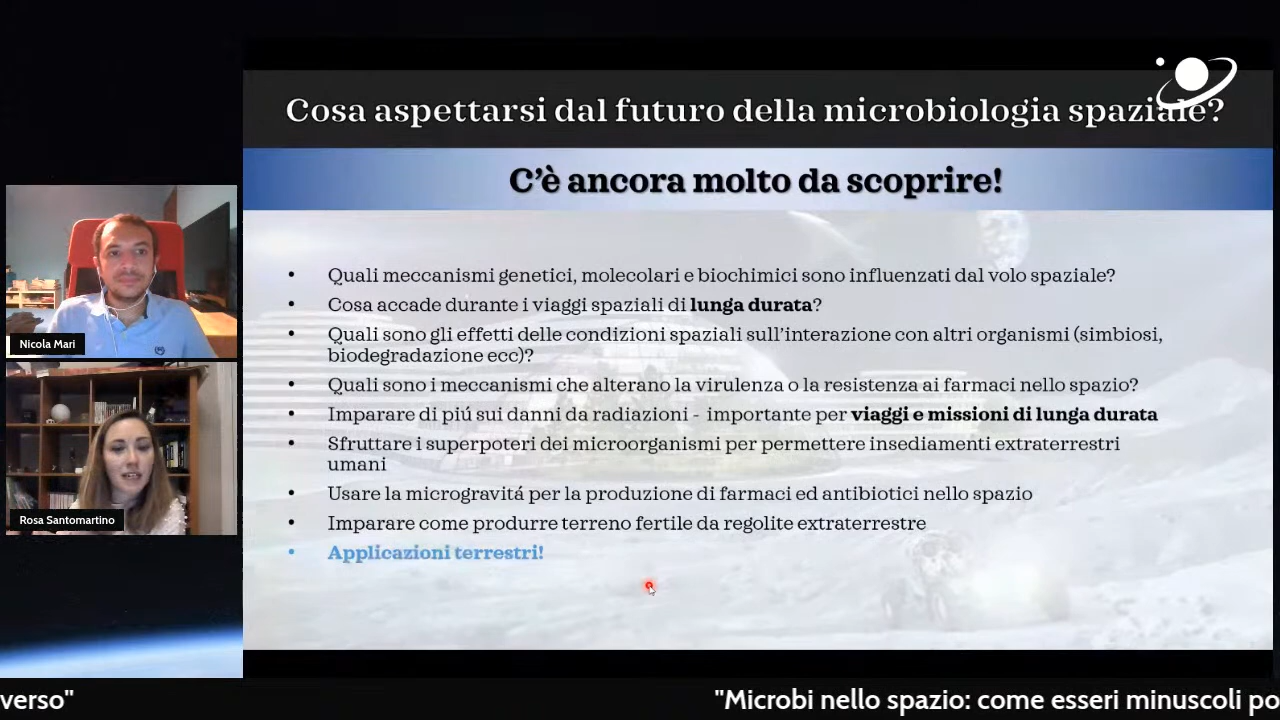 Cosa aspettarsi dal futuro della microbiologia spaziale?
C'è ancora molto da scoprire!
• Quali meccanismi genetici, molecolari e biochimici sono influenzati dal volo spaziale?
• Cosa accade durante i viaggi spaziali di lunga durata?
• Quali sono gli effetti delle condizioni spaziali sull'interazione con altri organismi (simbiosi,
biodegradazione ecc)?
• Quali sono i meccanismi che alterano la virulenza o la resistenza ai farmaci nello spazio?
• Imparare di piú sui danni da radiazioni - importante per viaggi e missioni di lunga durata
• Sfruttare i superpoteri dei microorganismi per permettere insediamenti extraterrestri
umani
• Usare la microgravitá per la produzione di farmaci ed antibiotici nello spazio
• Imparare come produrre terreno fertile da regolite extraterrestre
• Applicazioni terrestri!
Nicola Mari
Rosa Santomartino
verso" "Microbi nello spazio: come esseri minuscoli po